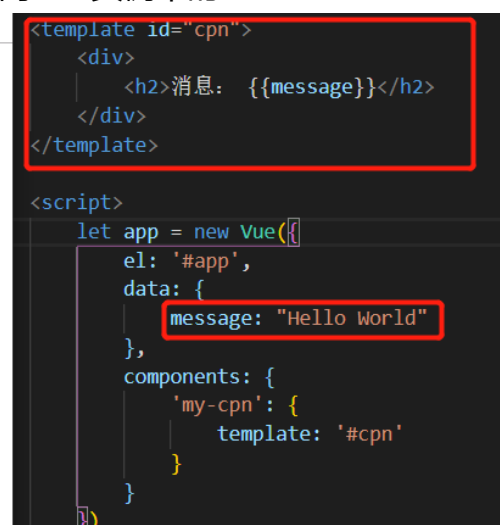 <template id="cpn">
<div>
<h2>消息： {{message}}</h2>
</div>
</template>
<script>
let app = new Vue({
el: '#app',
data: {
message: "Hello World"
},
components: {
'my-cpn': {
template: '#cpn'
}
}
})